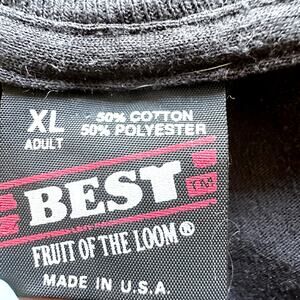 XL
ADULT
50% COTTON
50% POLYESTER
BEST TM
FRUIT OF THE LOOM®
MADE IN U.S.A.